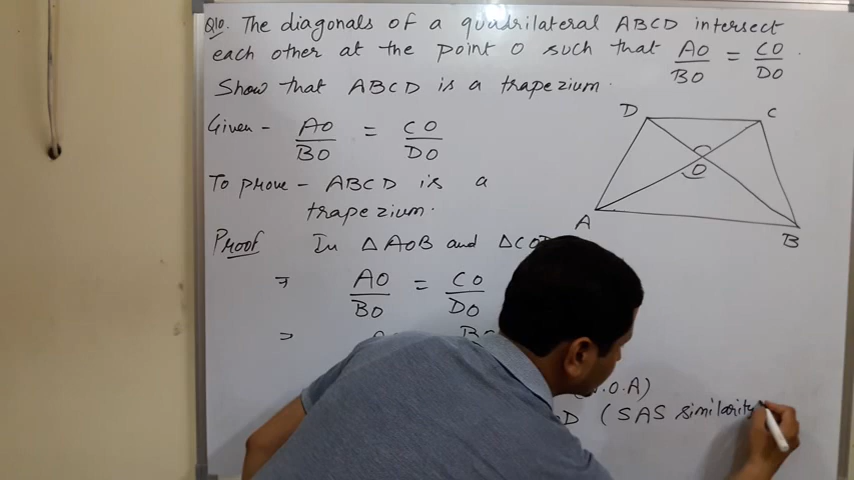 Q10. The diagonals of a quadrilateral ABCD intersect
each other at the point O such that AO/BO = CO/DO.
Show that ABCD is a trapezium.
Given - AO/BO = CO/DO
To prove - ABCD is a
trapezium.
Proof In △AOB and △COD
⇒ AO/BO = CO/DO
⇒
.O.A)
D (SAS similarity
D
C
O
A
B